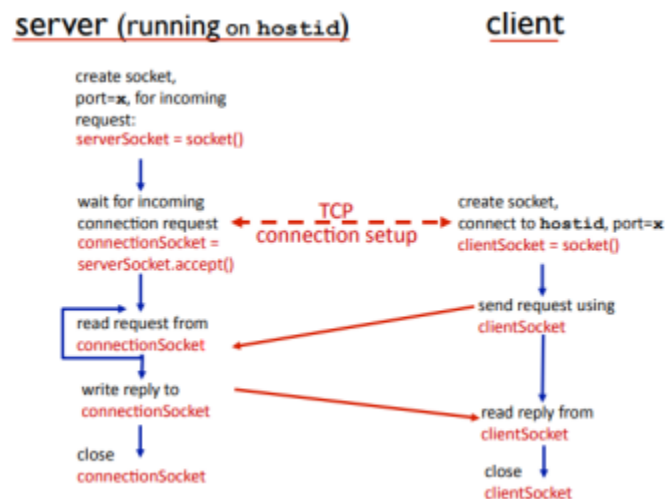 server (running on hostid)
client
create socket,
port=x, for incoming
request:
serverSocket = socket()
wait for incoming
connection request
connectionSocket =
serverSocket.accept()
TCP
connection setup
create socket,
connect to hostid, port=x
clientSocket = socket()
read request from
connectionSocket
send request using
clientSocket
write reply to
connectionSocket
read reply from
clientSocket
close
connectionSocket
close
clientSocket